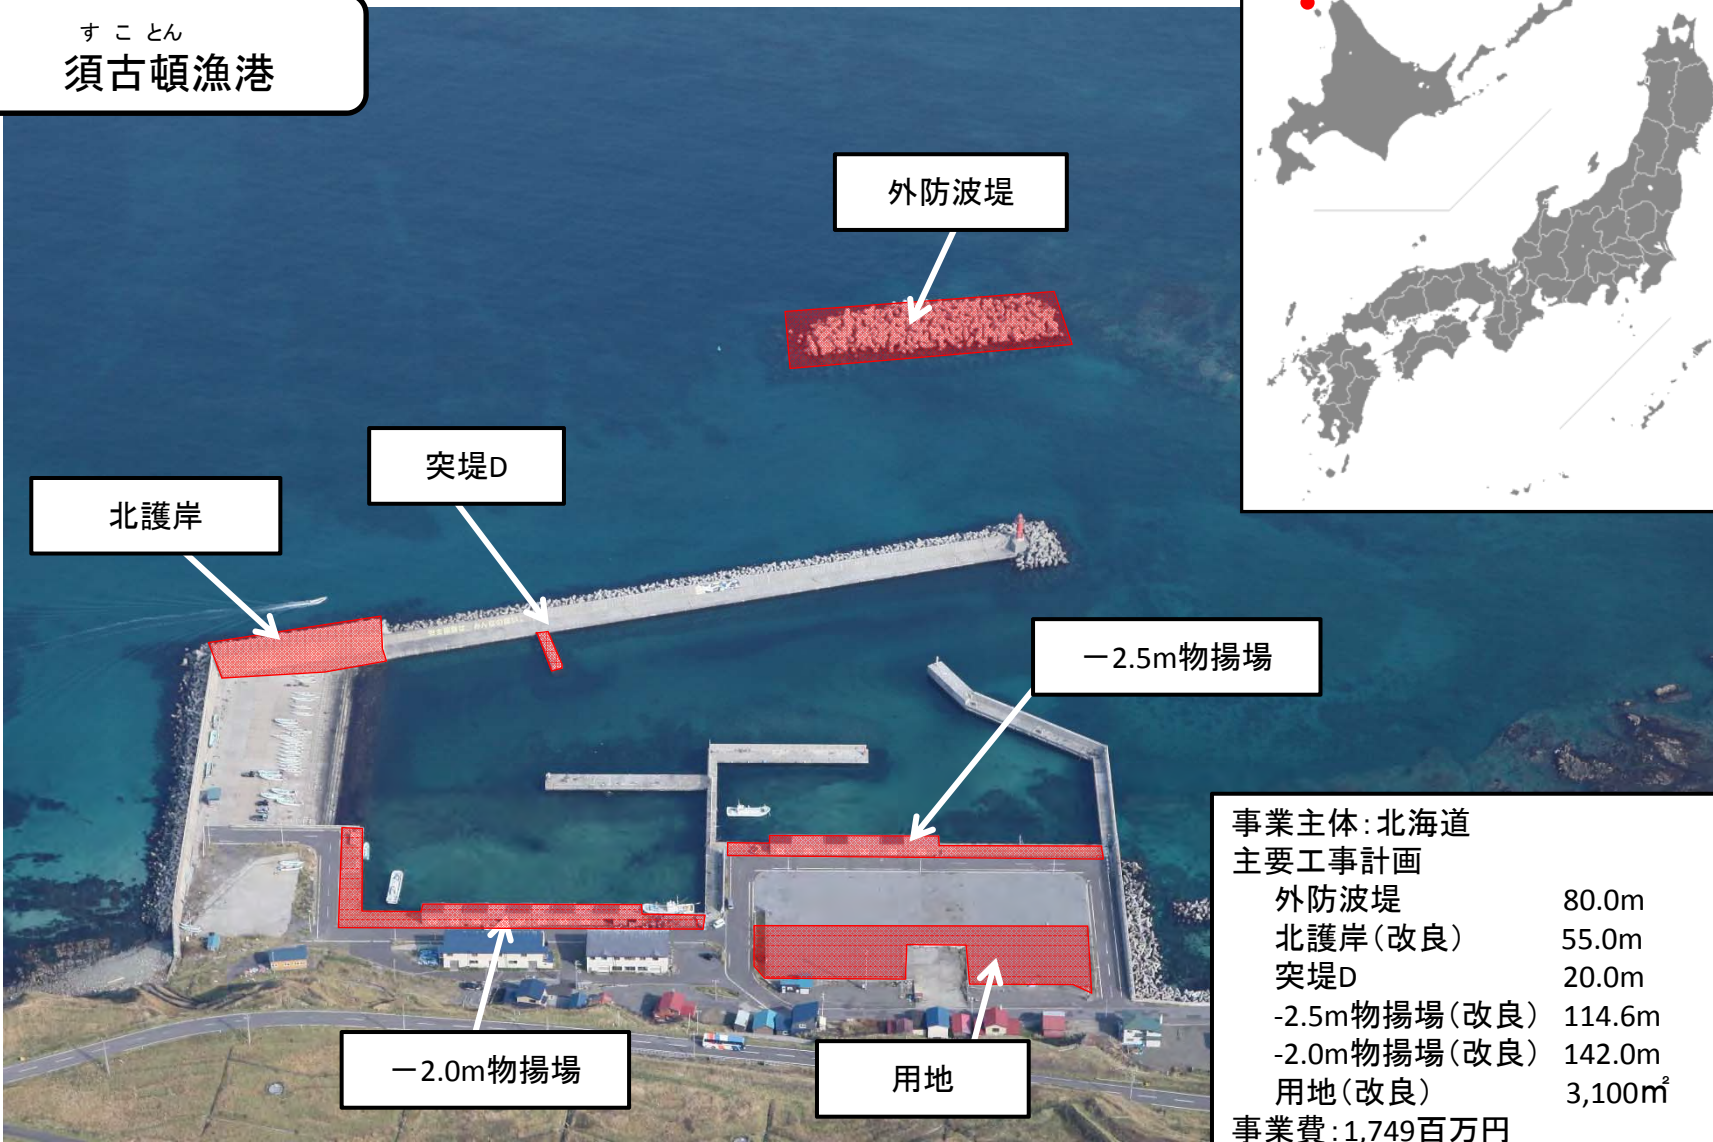 すことん
須古頓漁港
外防波堤
突堤D
北護岸
－2.5m物揚場
－2.0m物揚場
用地
事業主体：北海道
主要工事計画
外防波堤 80.0m
北護岸（改良） 55.0m
突堤D 20.0m
-2.5m物揚場（改良） 114.6m
-2.0m物揚場（改良） 142.0m
用地（改良） 3,100㎡
事業費：1,749百万円